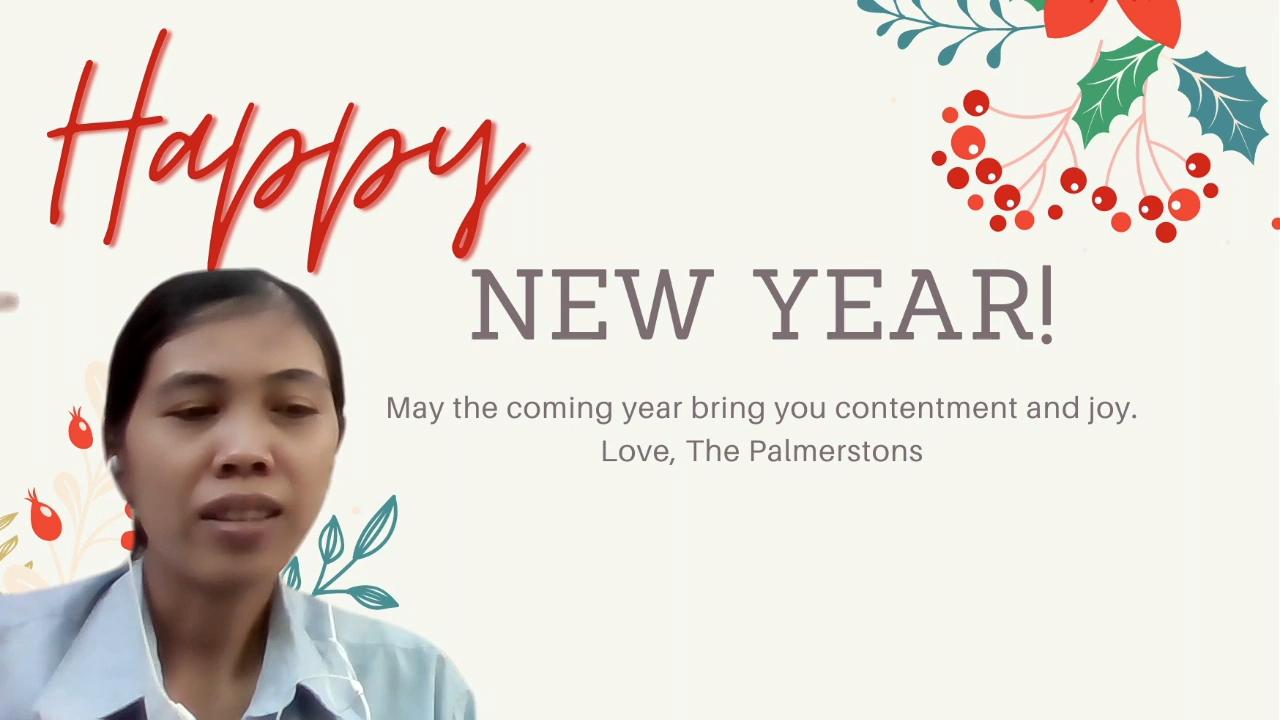 Happy
NEW YEAR!
May the coming year bring you contentment and joy.
Love, The Palmerstons